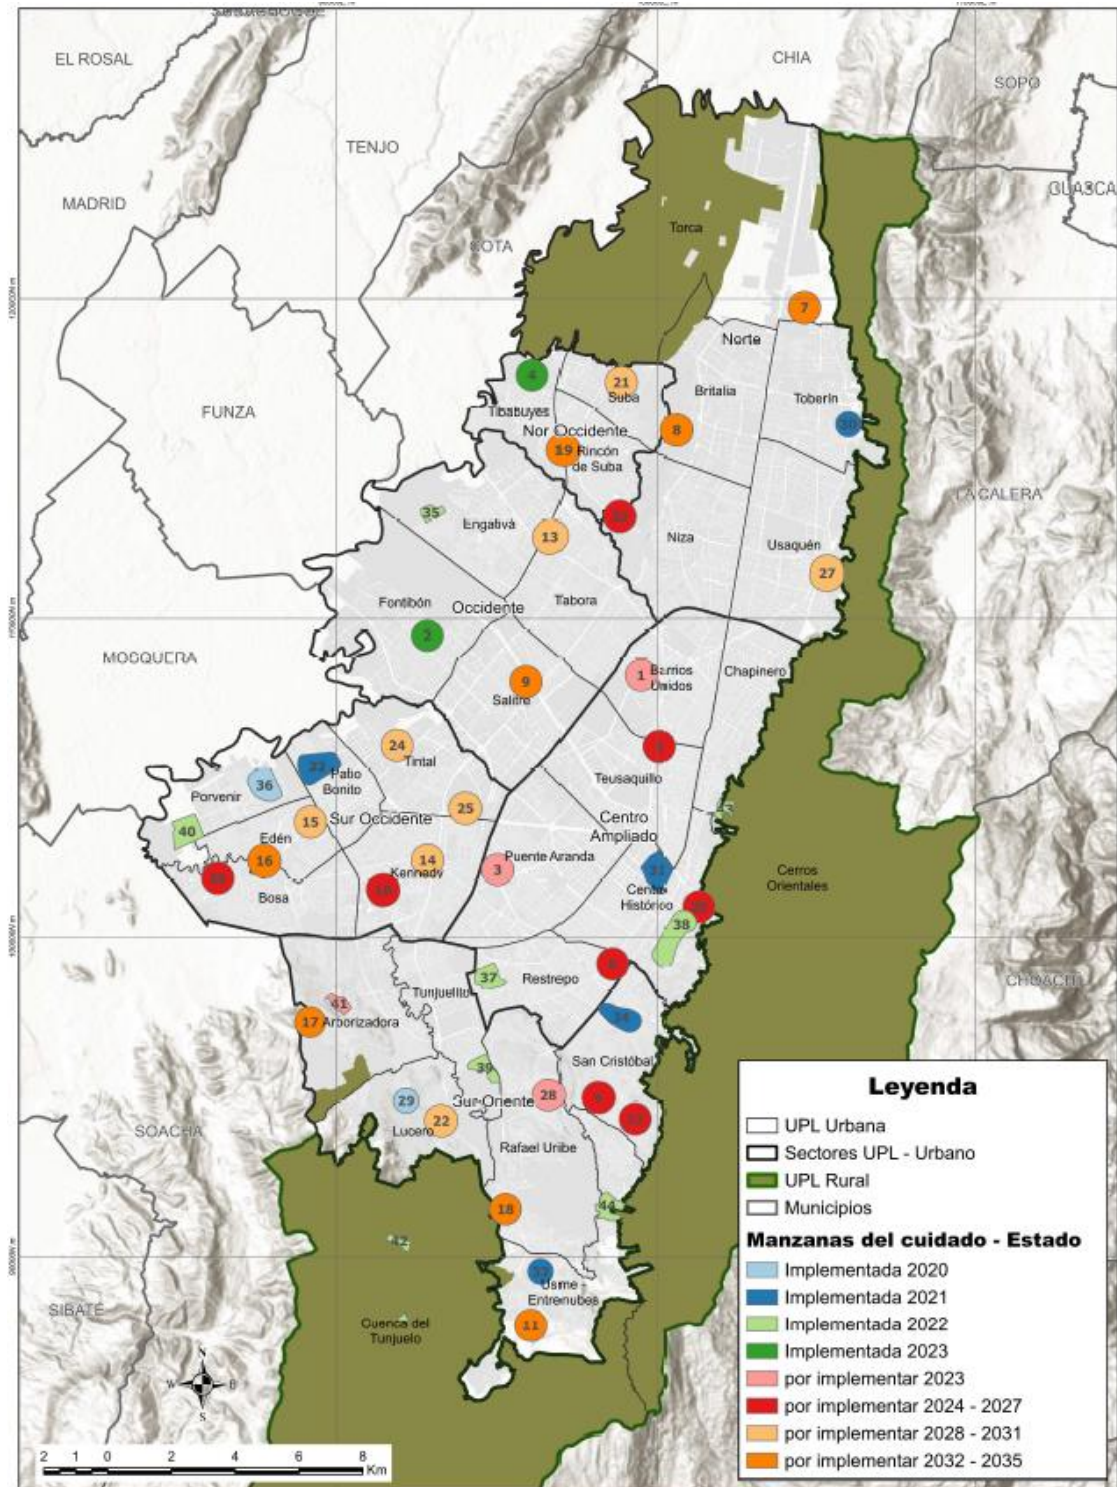 EL ROSAL
CHIA
SOPO
TENJO
MADRID
GUASCA
COTA
Torca
7
Norte
FUNZA
4
21
Suba
Britalia
Toberín
Tibabuyes
8
30
Nor Occidente
19
Rincón
de Suba
LA CALERA
35
Engativá
13
Niza
Usaquén
27
Fontibón
Occidente
Tabora
2
MOSQUERA
1
Barrios
Unidos
Chapinero
9
Salitre
24
Tintal
Teusaquillo
Patio
Bonito
36
Porvenir
25
15
Sur Occidente
Centro
Ampliado
40
Edén
16
14
Kennedy
Puente Aranda
3
Cerros
Orientales
Bosa
Centro
Histórico
38
37
Restrepo
CHOACHI
Tunjuelito
41
17
Arborizadora
34
San Cristóbal
39
28
29
Sur Oriente
22
Lucero
SOACHA
Rafael Uribe
18
44
42
Usme -
Entrenubes
SIBATÉ
11
Cuenca del
Tunjuelo
N
W
E
S
2 1 0 2 4 6 8
Km
Leyenda
UPL Urbana
Sectores UPL - Urbano
UPL Rural
Municipios
Manzanas del cuidado - Estado
Implementada 2020
Implementada 2021
Implementada 2022
Implementada 2023
por implementar 2023
por implementar 2024 - 2027
por implementar 2028 - 2031
por implementar 2032 - 2035